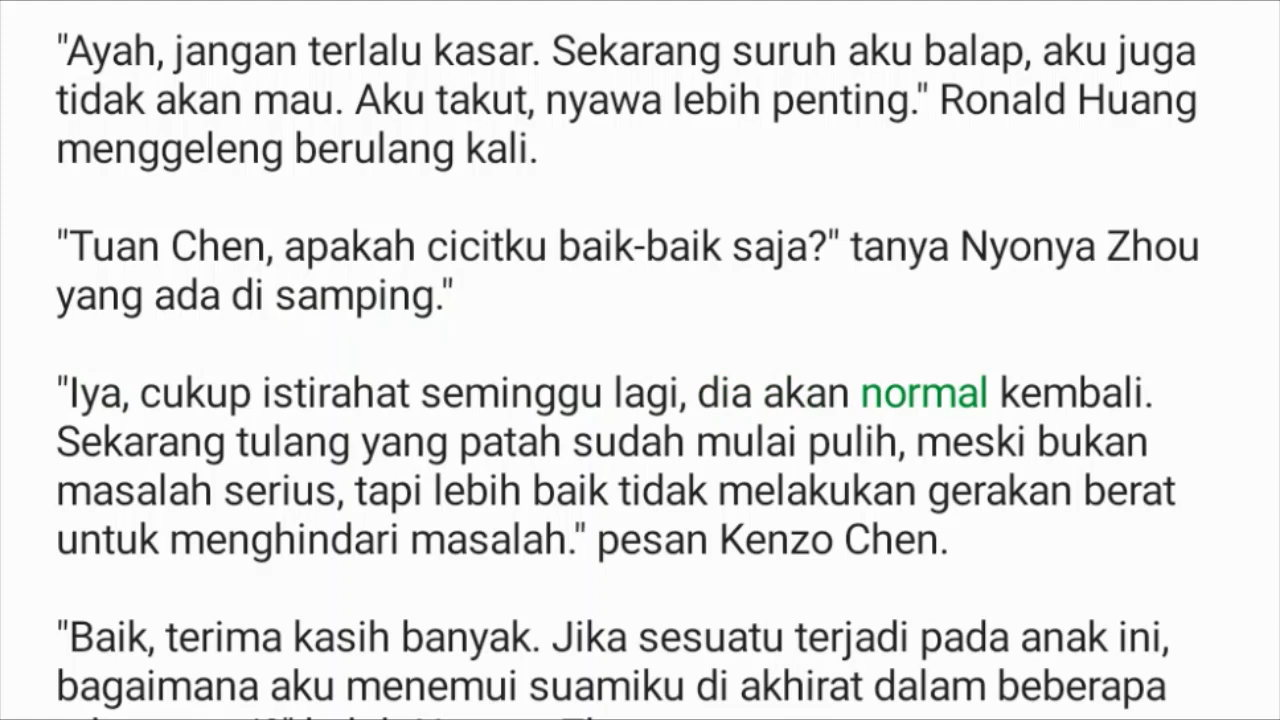 "Ayah, jangan terlalu kasar. Sekarang suruh aku balap, aku juga
tidak akan mau. Aku takut, nyawa lebih penting." Ronald Huang
menggeleng berulang kali.
"Tuan Chen, apakah cicitku baik-baik saja?" tanya Nyonya Zhou
yang ada di samping."
"Iya, cukup istirahat seminggu lagi, dia akan normal kembali.
Sekarang tulang yang patah sudah mulai pulih, meski bukan
masalah serius, tapi lebih baik tidak melakukan gerakan berat
untuk menghindari masalah." pesan Kenzo Chen.
"Baik, terima kasih banyak. Jika sesuatu terjadi pada anak ini,
bagaimana aku menemui suamiku di akhirat dalam beberapa